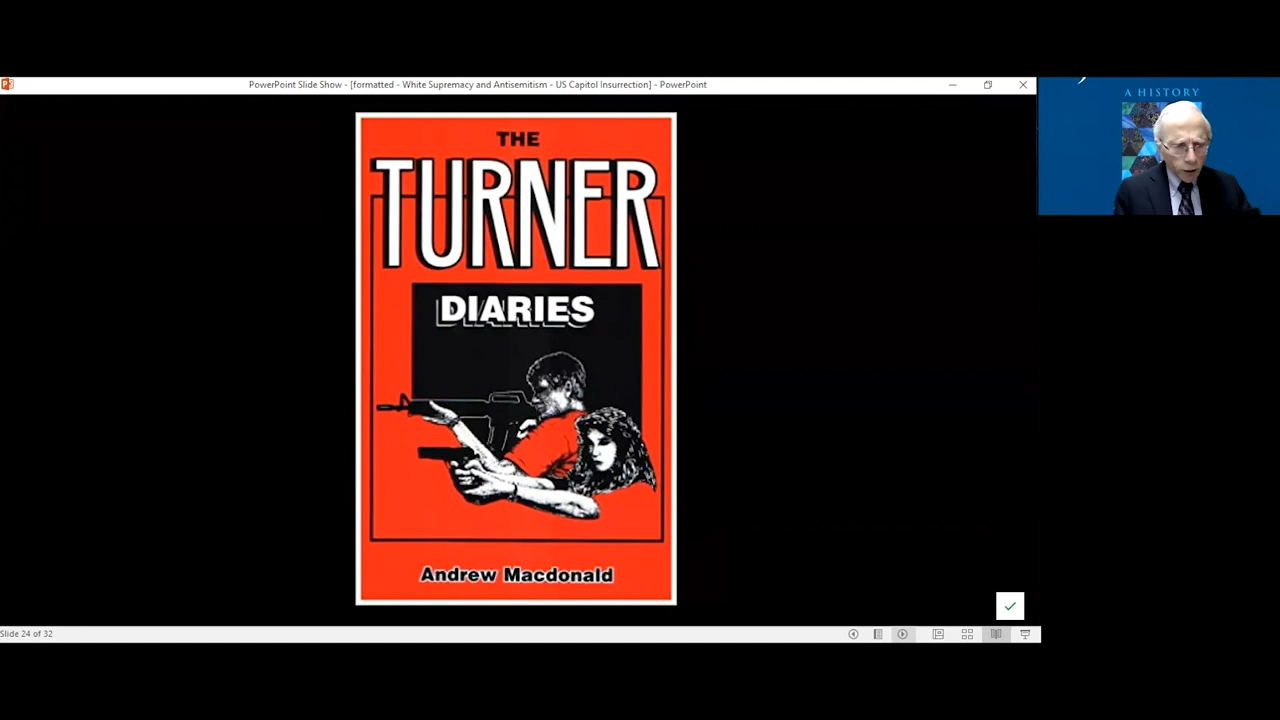 PowerPoint Slide Show - [formatted - White Supremacy and Antisemitism - US Capitol Insurrection] - PowerPoint
A HISTORY
THE
TURNER
DIARIES
Andrew Macdonald
Slide 24 of 32